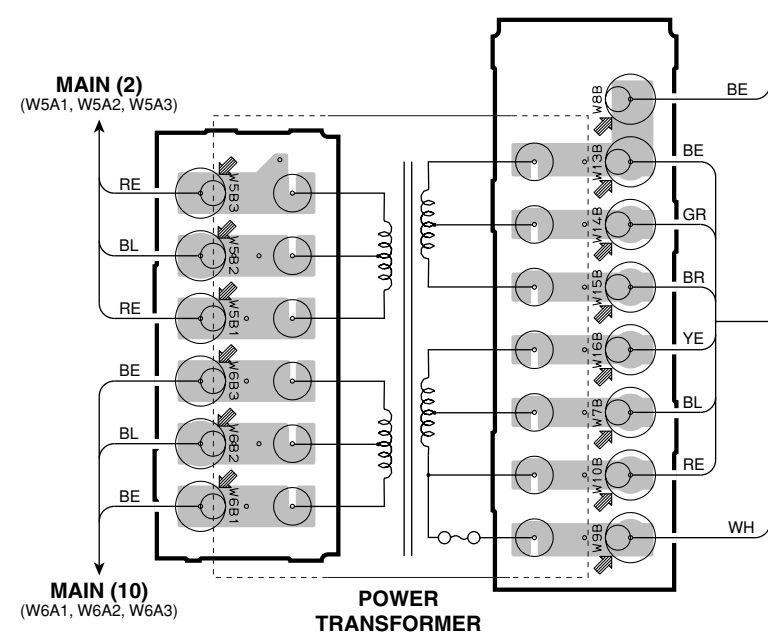 MAIN (2)
(W5A1, W5A2, W5A3)
RE
BL
RE
BE
BL
BE
MAIN (10)
(W6A1, W6A2, W6A3)
W5B3
W5B2
W5B1
W6B3
W6B2
W6B1
POWER
TRANSFORMER
W8B
W13B
W14B
W15B
W16B
W7B
W10B
W9B
BE
BE
GR
BR
YE
BL
RE
WH